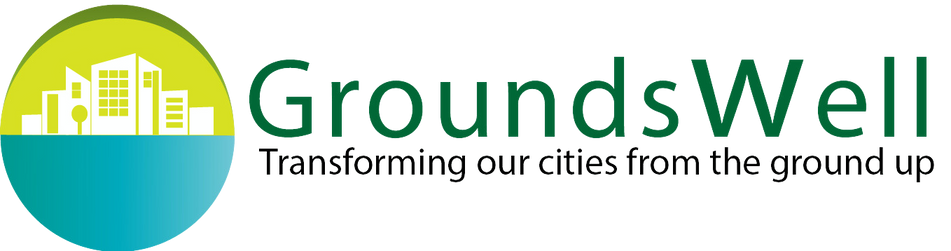 GroundsWell
Transforming our cities from the ground up